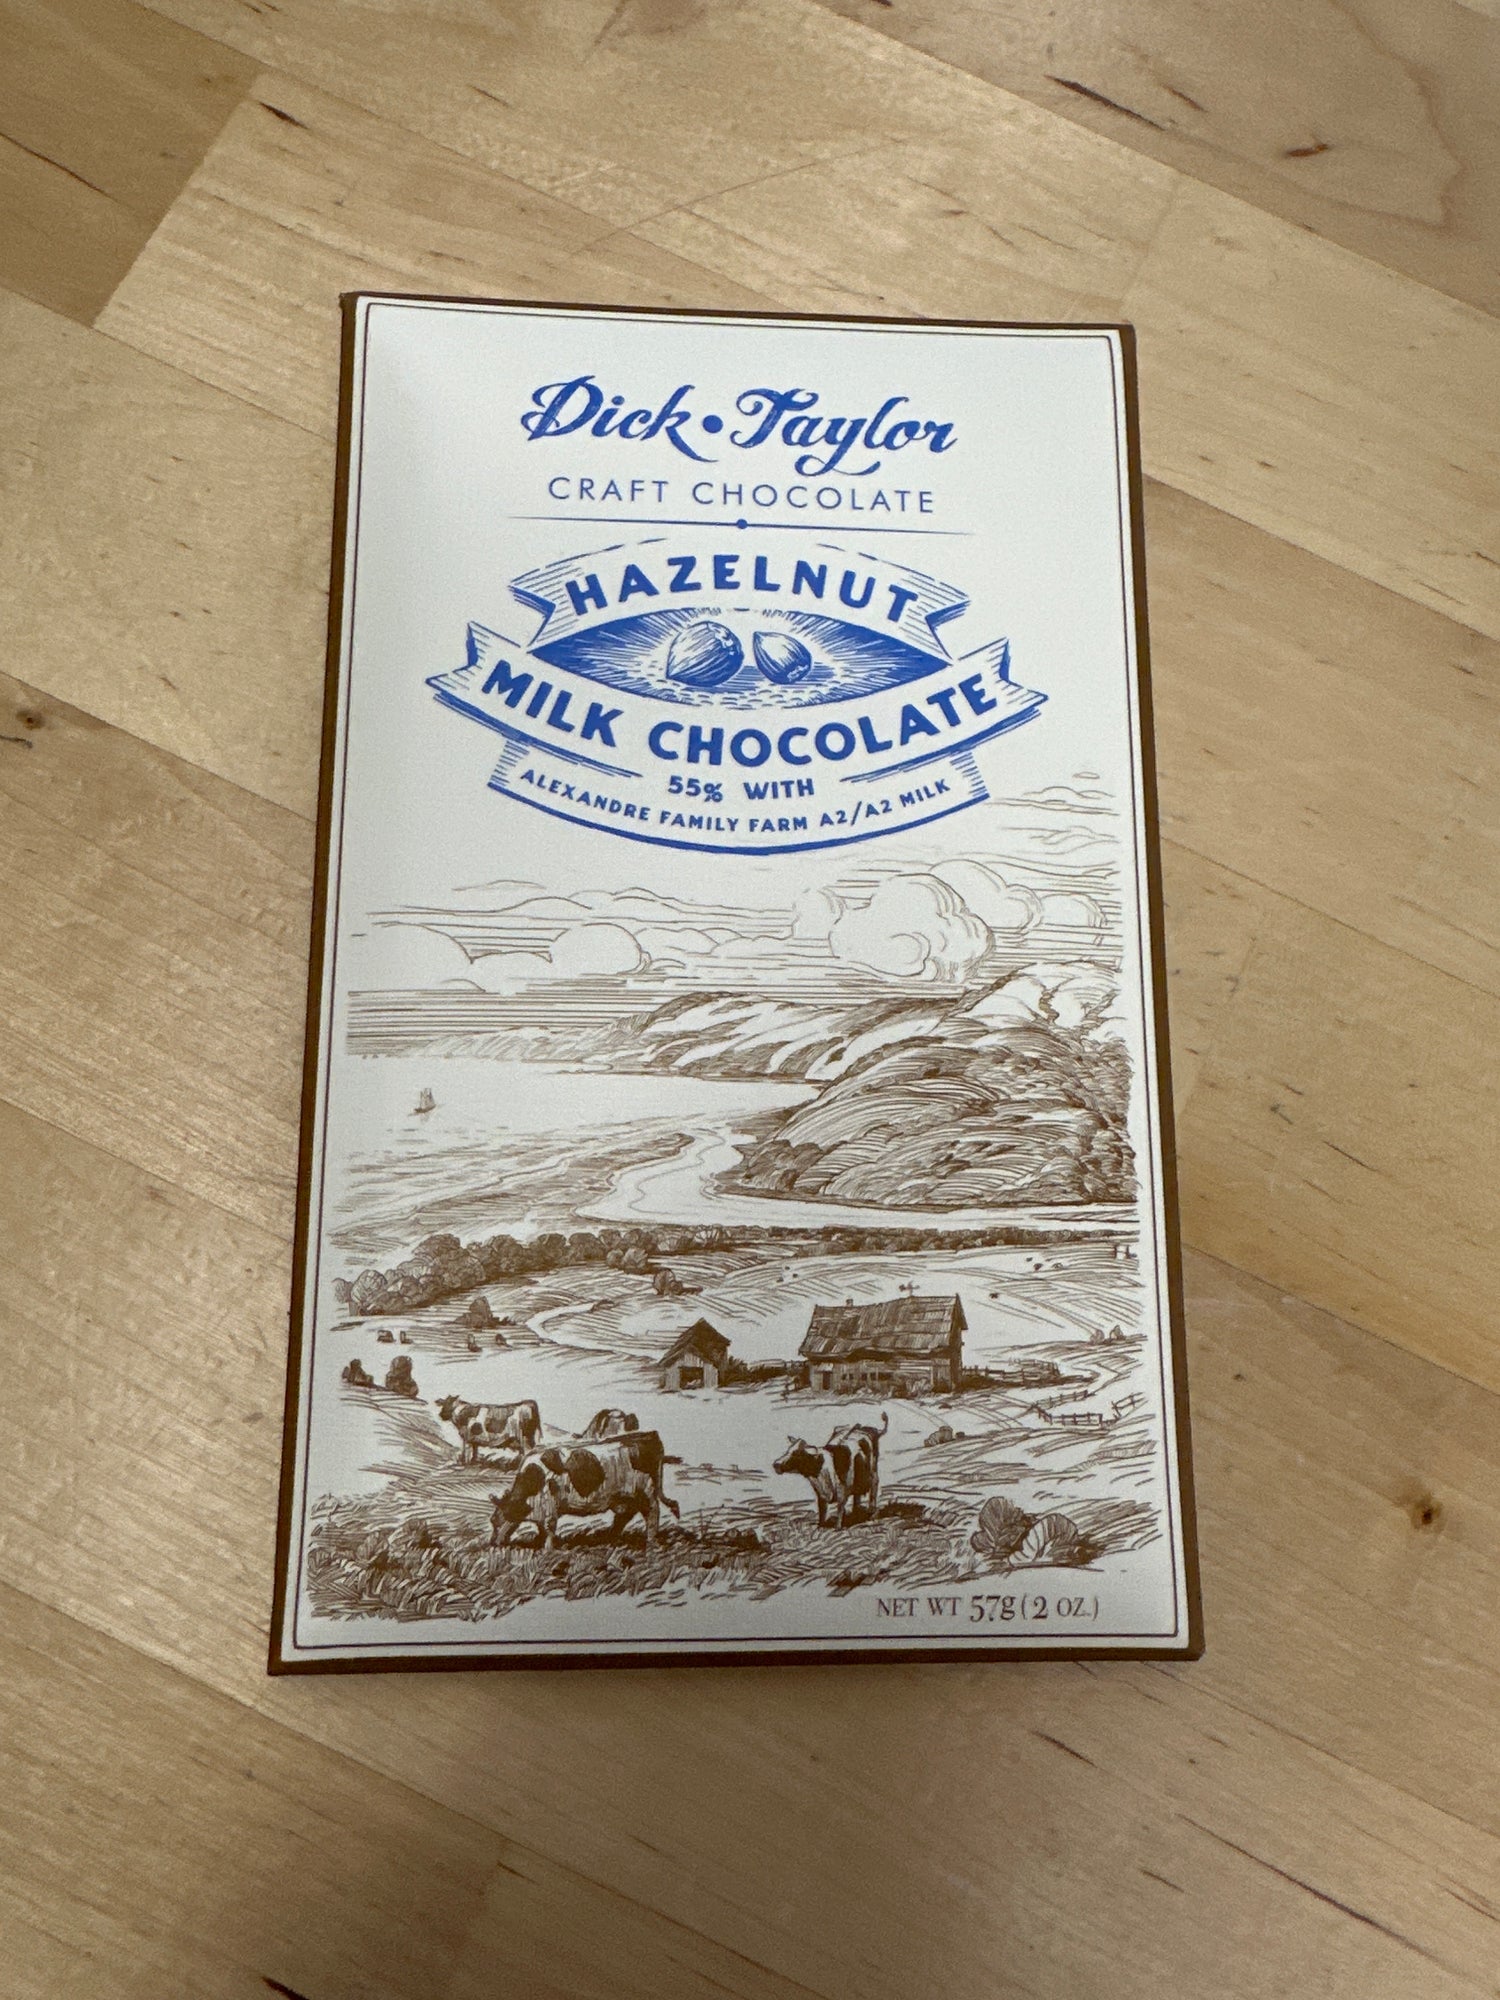 Dick • Taylor
CRAFT CHOCOLATE
HAZELNUT
MILK CHOCOLATE
55% WITH
ALEXANDRE FAMILY FARM A2/A2 MILK
NET WT 57g (2 OZ.)